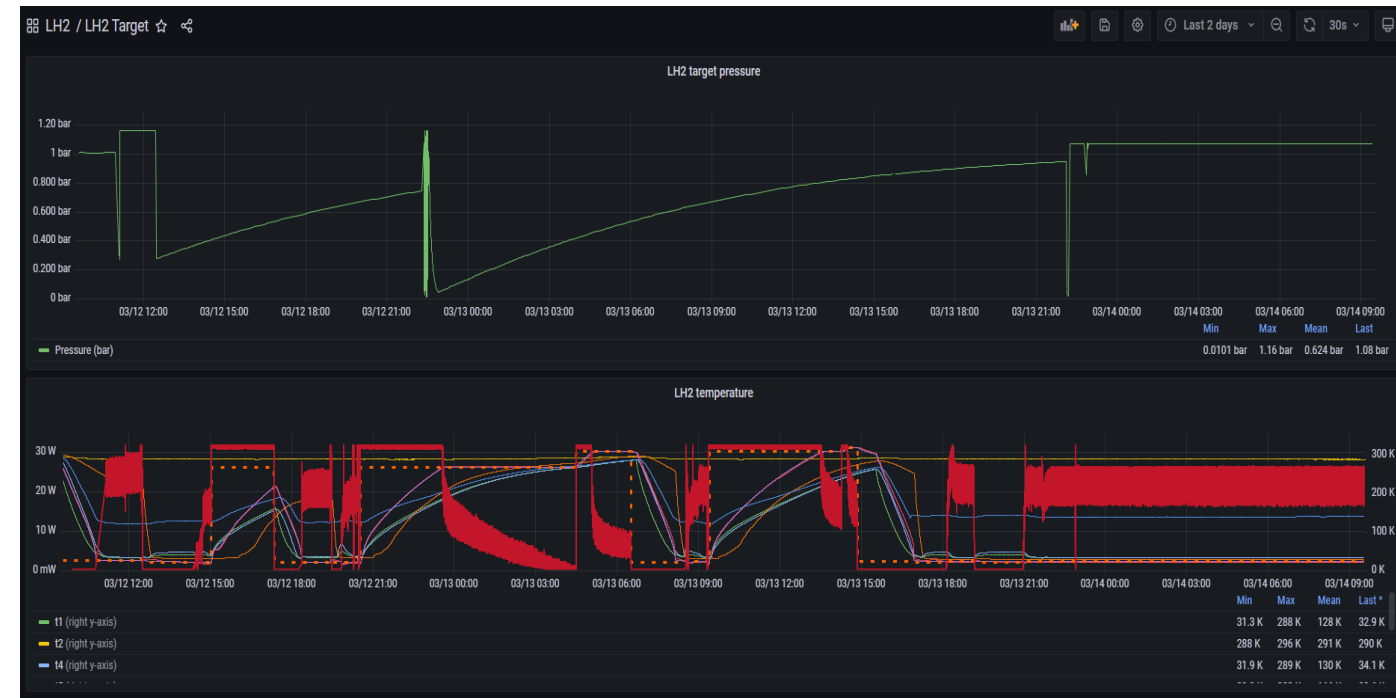 LH2 / LH2 Target Last 2 days 30s
LH2 target pressure
1.20 bar
1 bar
0.800 bar
0.600 bar
0.400 bar
0.200 bar
0 bar
03/12 12:00 03/12 15:00 03/12 18:00 03/12 21:00 03/13 00:00 03/13 03:00 03/13 06:00 03/13 09:00 03/13 12:00 03/13 15:00 03/13 18:00 03/13 21:00 03/14 00:00 03/14 03:00 03/14 06:00 03/14 09:00
Min Max Mean Last
Pressure (bar) 0.0101 bar 1.16 bar 0.624 bar 1.08 bar
LH2 temperature
30 W 300 K
20 W 200 K
10 W 100 K
0 mW 0 K
03/12 12:00 03/12 15:00 03/12 18:00 03/12 21:00 03/13 00:00 03/13 03:00 03/13 06:00 03/13 09:00 03/13 12:00 03/13 15:00 03/13 18:00 03/13 21:00 03/14 00:00 03/14 03:00 03/14 06:00 03/14 09:00
Min Max Mean Last *
t1 (right y-axis) 31.3 K 288 K 128 K 32.9 K
t2 (right y-axis) 288 K 296 K 291 K 290 K
t4 (right y-axis) 31.9 K 289 K 130 K 34.1 K